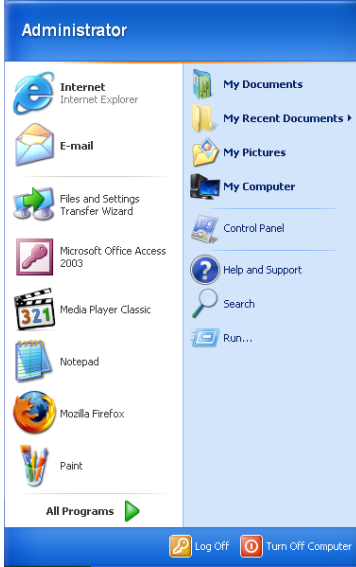 Administrator
Internet
Internet Explorer
E-mail
Files and Settings
Transfer Wizard
Microsoft Office Access
2003
321
Media Player Classic
Notepad
Mozilla Firefox
Paint
All Programs
My Documents
My Recent Documents
My Pictures
My Computer
Control Panel
Help and Support
Search
Run...
Log Off
Turn Off Computer